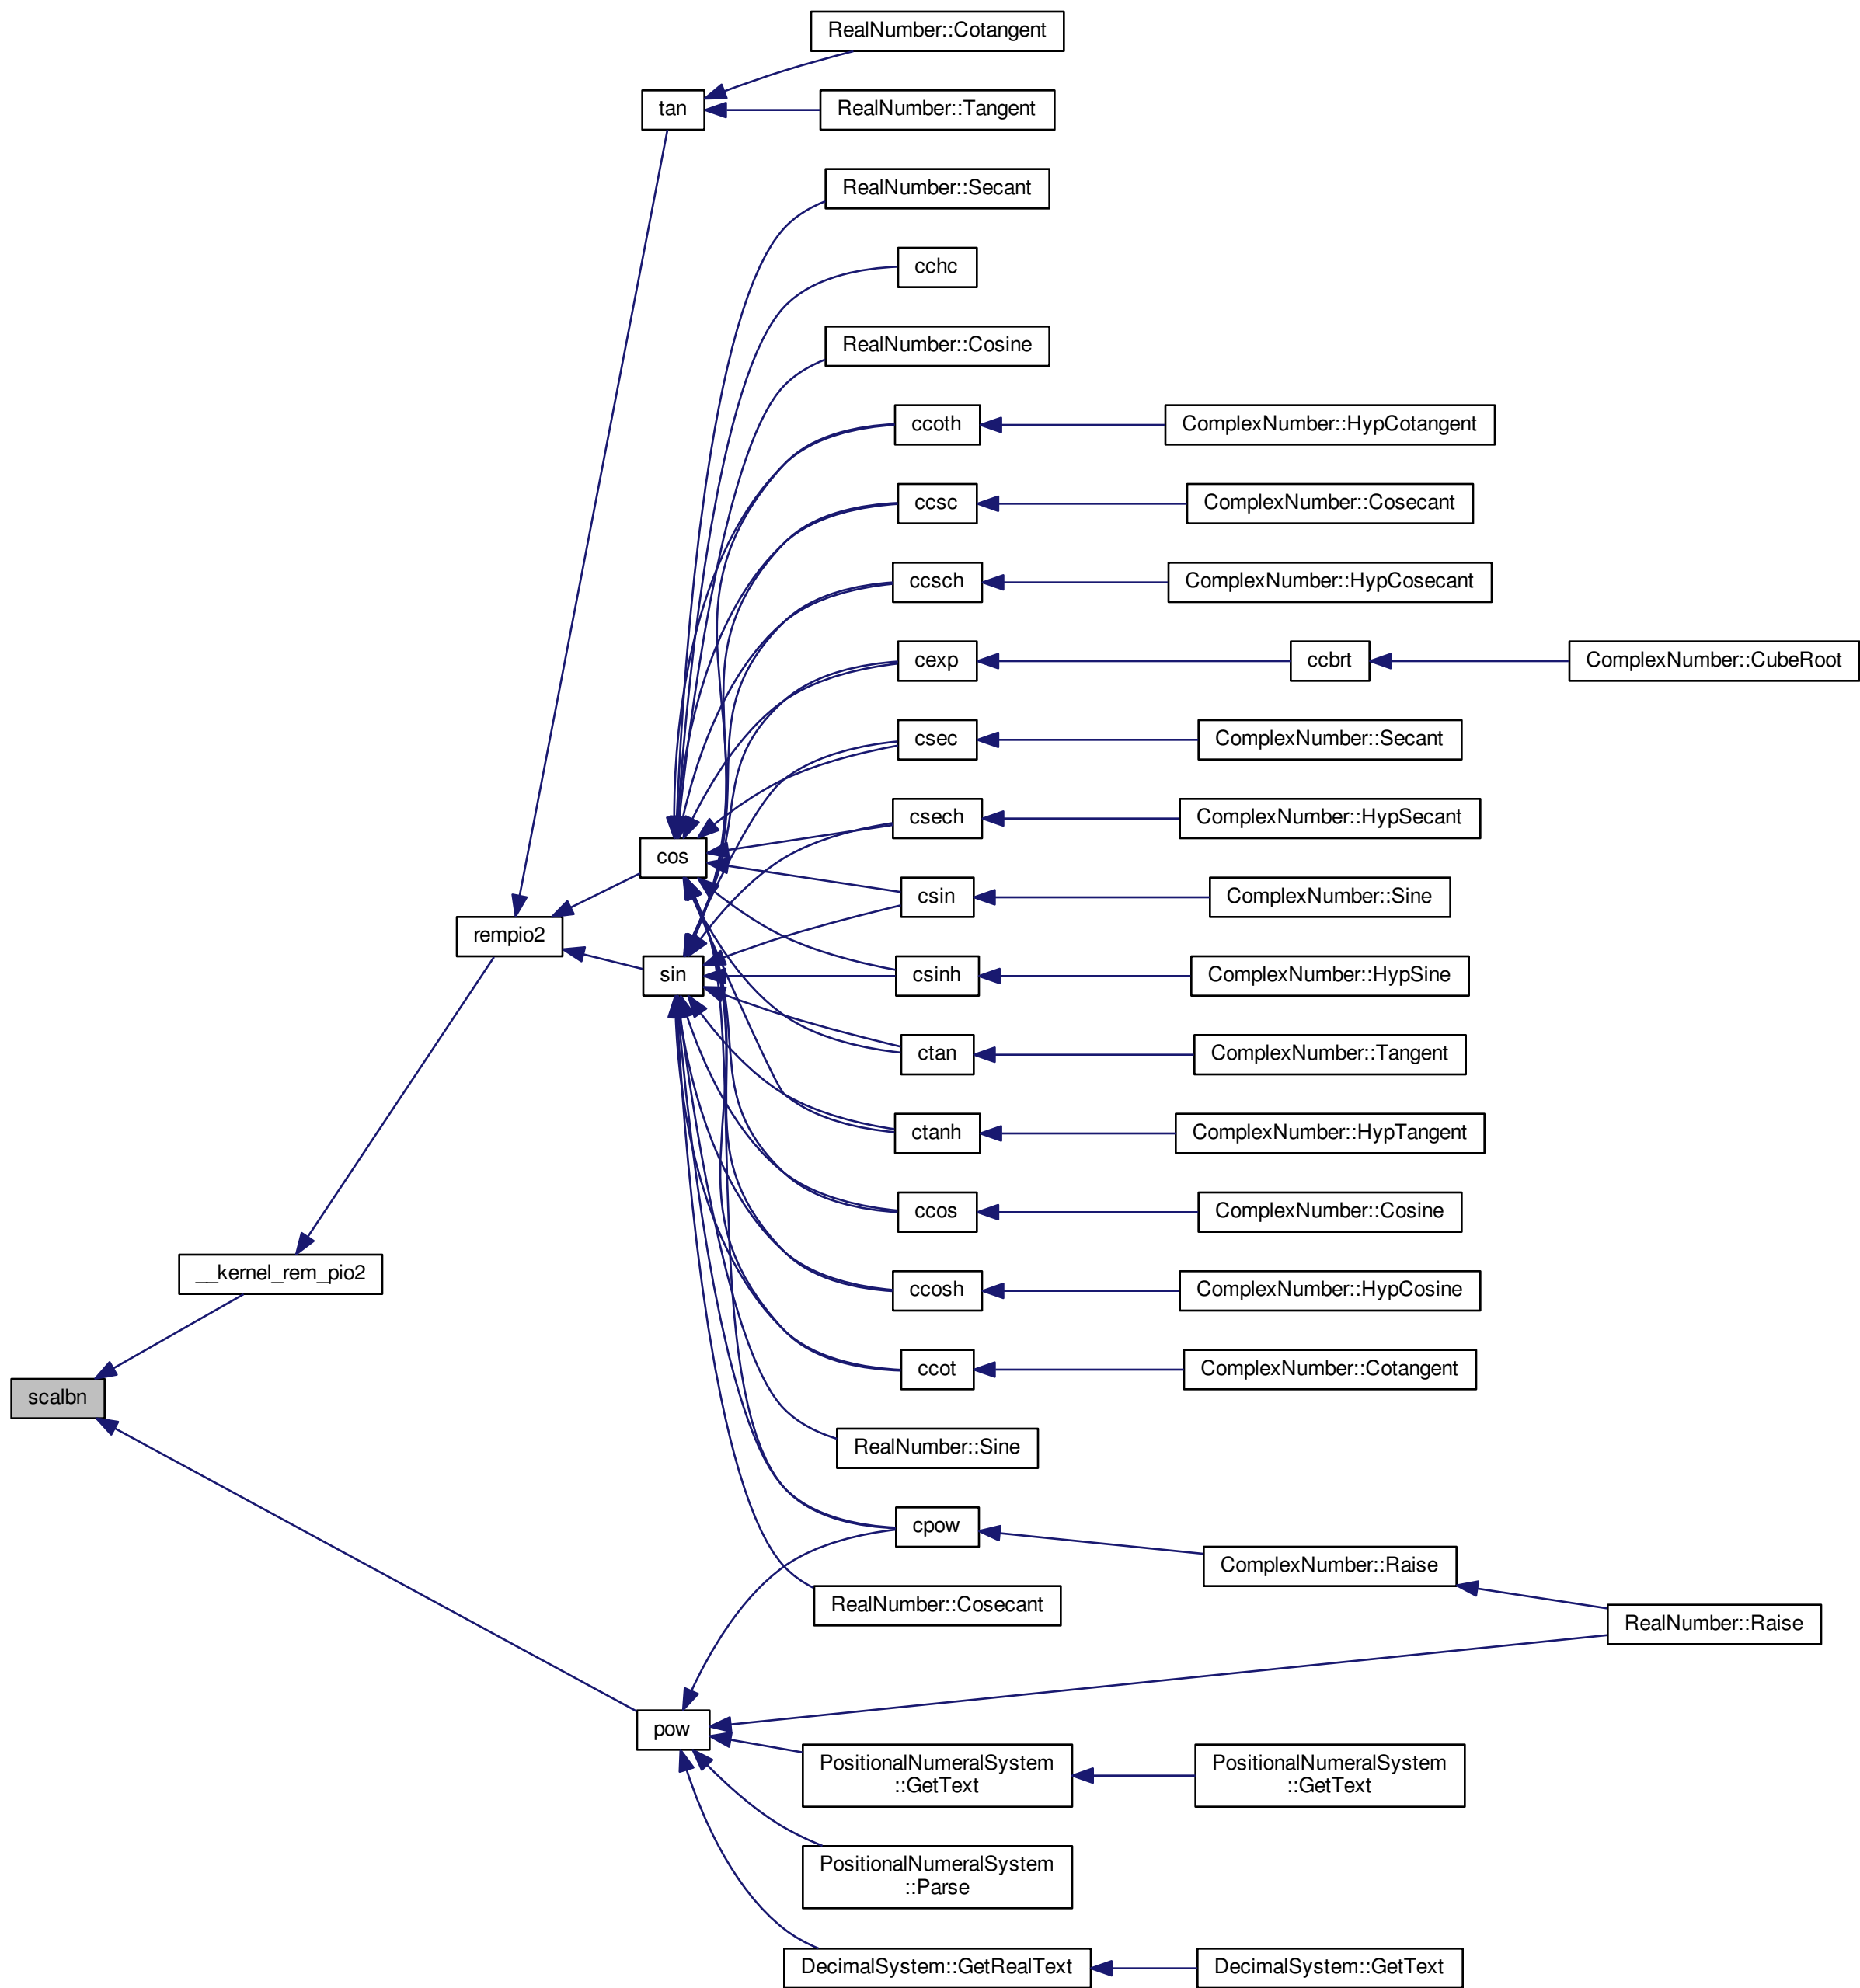 RealNumber::Cotangent
tan
RealNumber::Tangent
RealNumber::Secant
cchc
RealNumber::Cosine
ccoth
ComplexNumber::HypCotangent
ccsc
ComplexNumber::Cosecant
ccsch
ComplexNumber::HypCosecant
cexp
ccbrt
ComplexNumber::CubeRoot
csec
ComplexNumber::Secant
csech
ComplexNumber::HypSecant
cos
csin
ComplexNumber::Sine
rempio2
sin
csinh
ComplexNumber::HypSine
ctan
ComplexNumber::Tangent
ctanh
ComplexNumber::HypTangent
ccos
ComplexNumber::Cosine
__kernel_rem_pio2
ccosh
ComplexNumber::HypCosine
ccot
ComplexNumber::Cotangent
scalbn
RealNumber::Sine
cpow
ComplexNumber::Raise
RealNumber::Cosecant
RealNumber::Raise
pow
PositionalNumeralSystem
::GetText
PositionalNumeralSystem
::GetText
PositionalNumeralSystem
::Parse
DecimalSystem::GetRealText
DecimalSystem::GetText